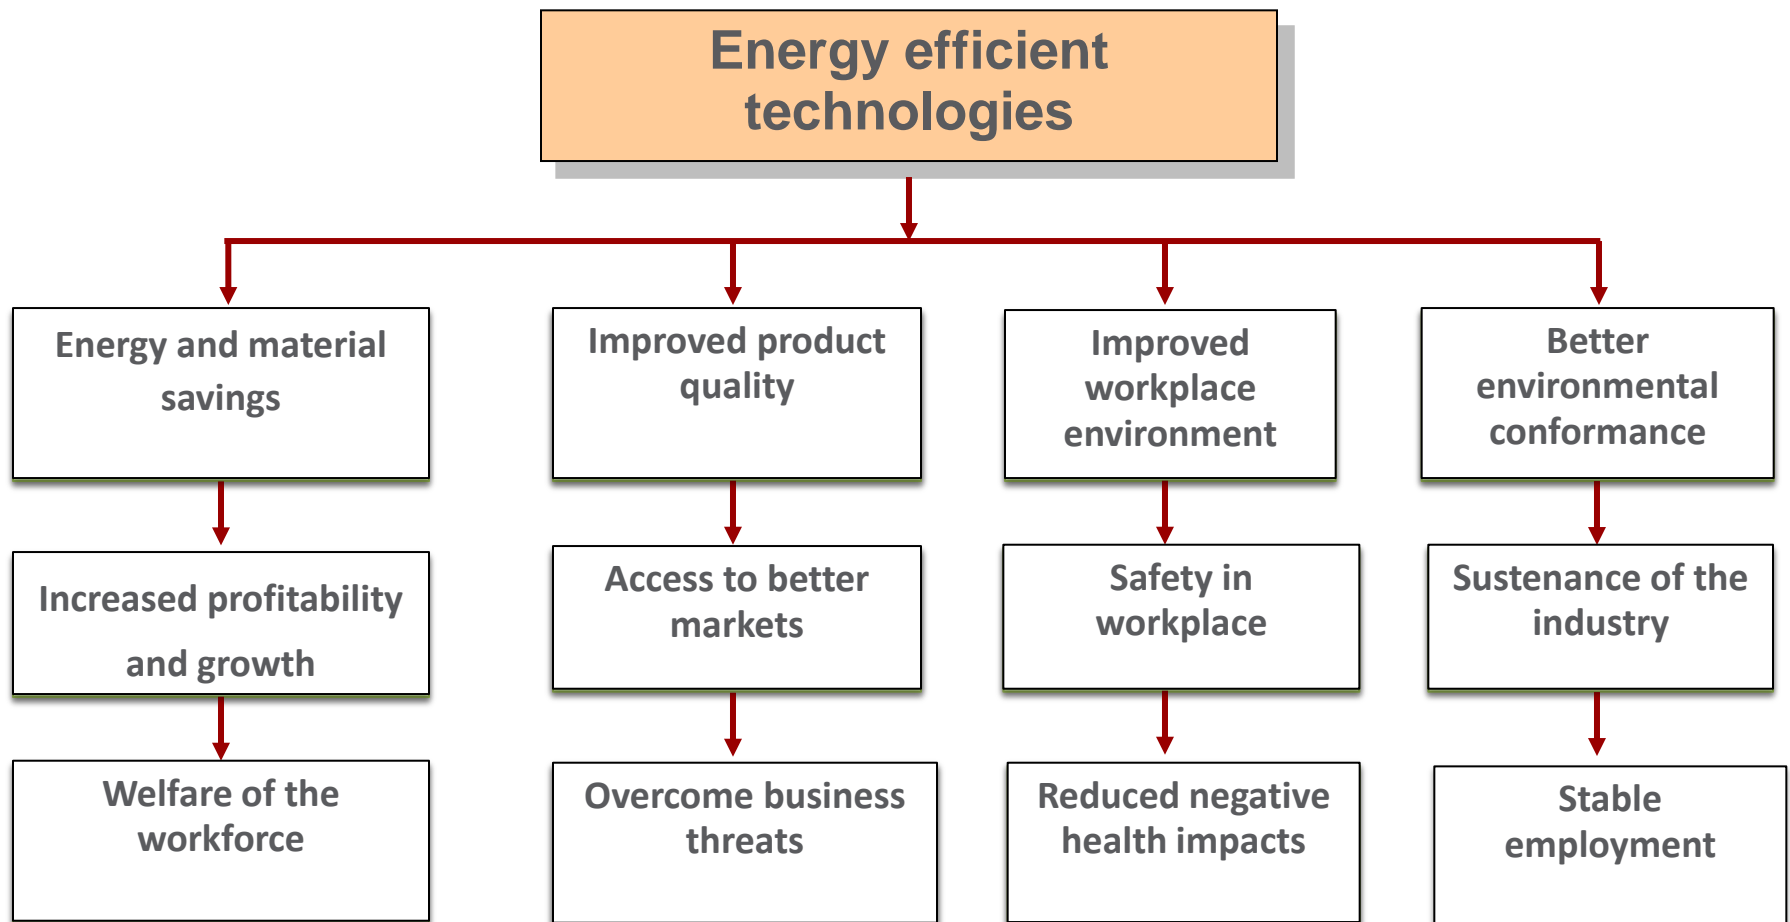 Energy efficient
technologies
Energy and material
savings
Improved product
quality
Improved
workplace
environment
Better
environmental
conformance
Increased profitability
and growth
Access to better
markets
Safety in
workplace
Sustenance of the
industry
Welfare of the
workforce
Overcome business
threats
Reduced negative
health impacts
Stable
employment